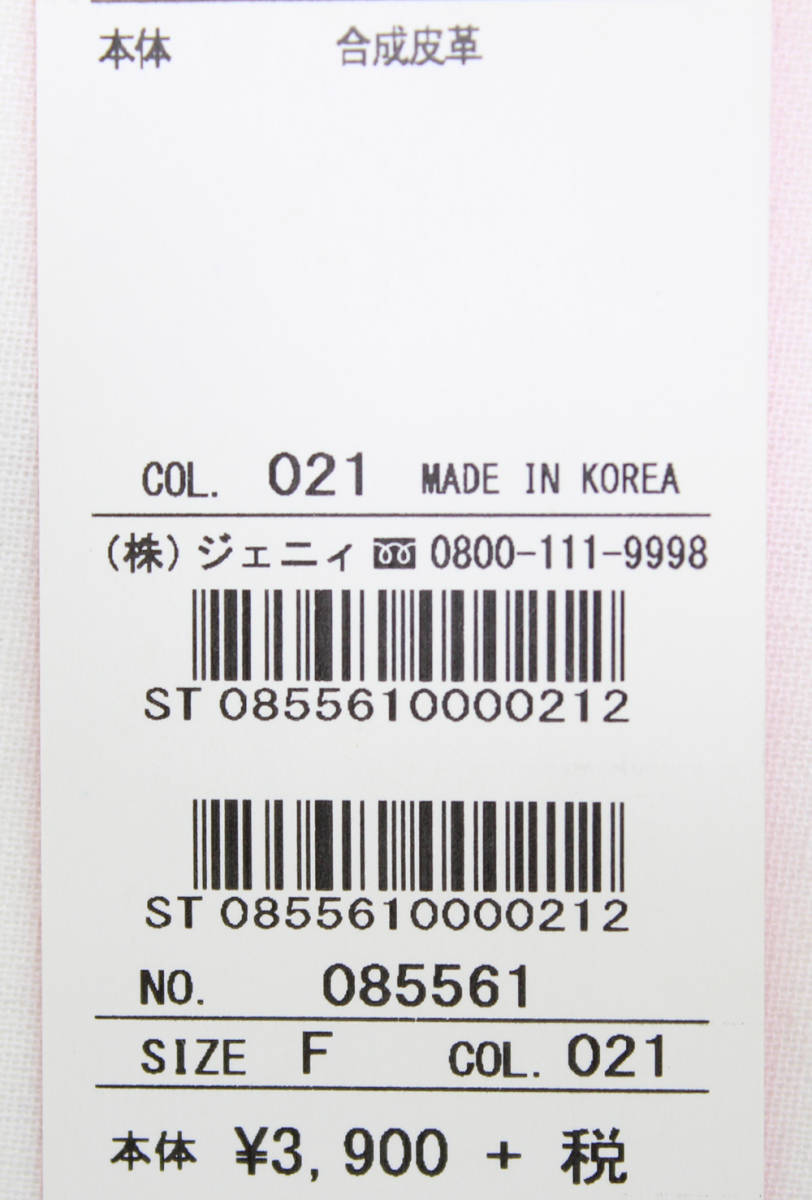 本体 合成皮革
COL. 021 MADE IN KOREA
(株)ジェニィ 0800-111-9998
ST 0855610000212
ST 0855610000212
NO. 085561
SIZE F COL. 021
本体 ¥3,900 + 税